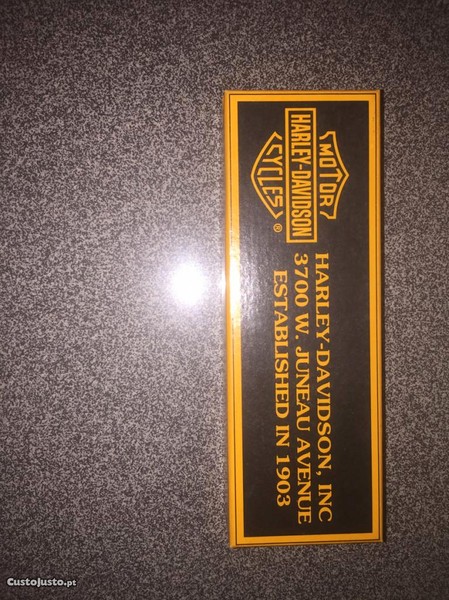 MOTOR
HARLEY-DAVIDSON
CYCLES®
HARLEY-DAVIDSON, INC
3700 W. JUNEAU AVENUE
ESTABLISHED IN 1903
CustoJusto.pt